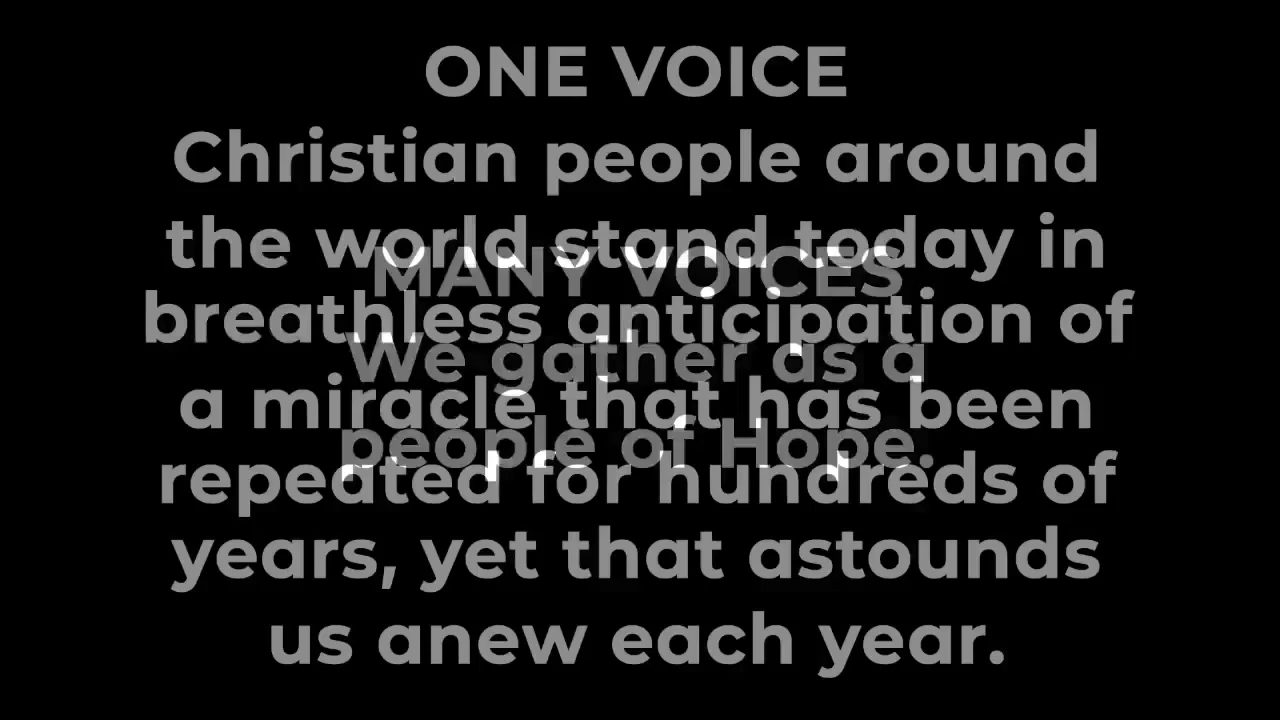 ONE VOICE
Christian people around
the world stand today in
breathless anticipation of
a miracle that has been
repeated for hundreds of
years, yet that astounds
us anew each year.
MANY VOICES
We gather as a
people of Hope.